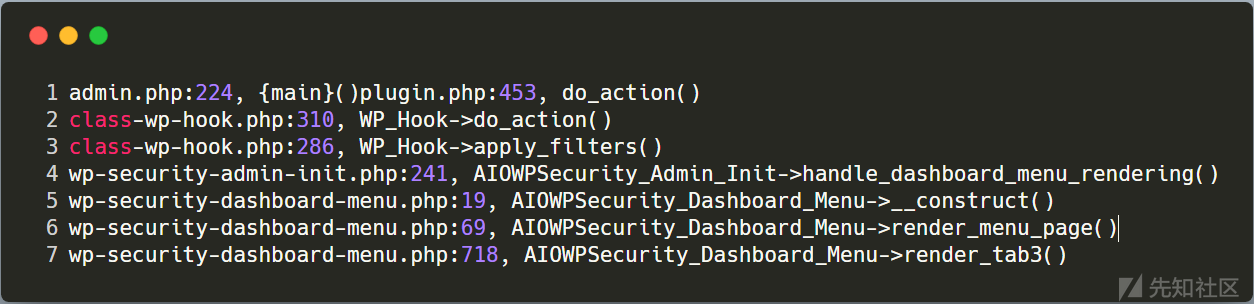 1 admin.php:224, {main}()plugin.php:453, do_action()
2 class-wp-hook.php:310, WP_Hook->do_action()
3 class-wp-hook.php:286, WP_Hook->apply_filters()
4 wp-security-admin-init.php:241, AIOWPSecurity_Admin_Init->handle_dashboard_menu_rendering()
5 wp-security-dashboard-menu.php:19, AIOWPSecurity_Dashboard_Menu->__construct()
6 wp-security-dashboard-menu.php:69, AIOWPSecurity_Dashboard_Menu->render_menu_page()
7 wp-security-dashboard-menu.php:718, AIOWPSecurity_Dashboard_Menu->render_tab3()
先知社区